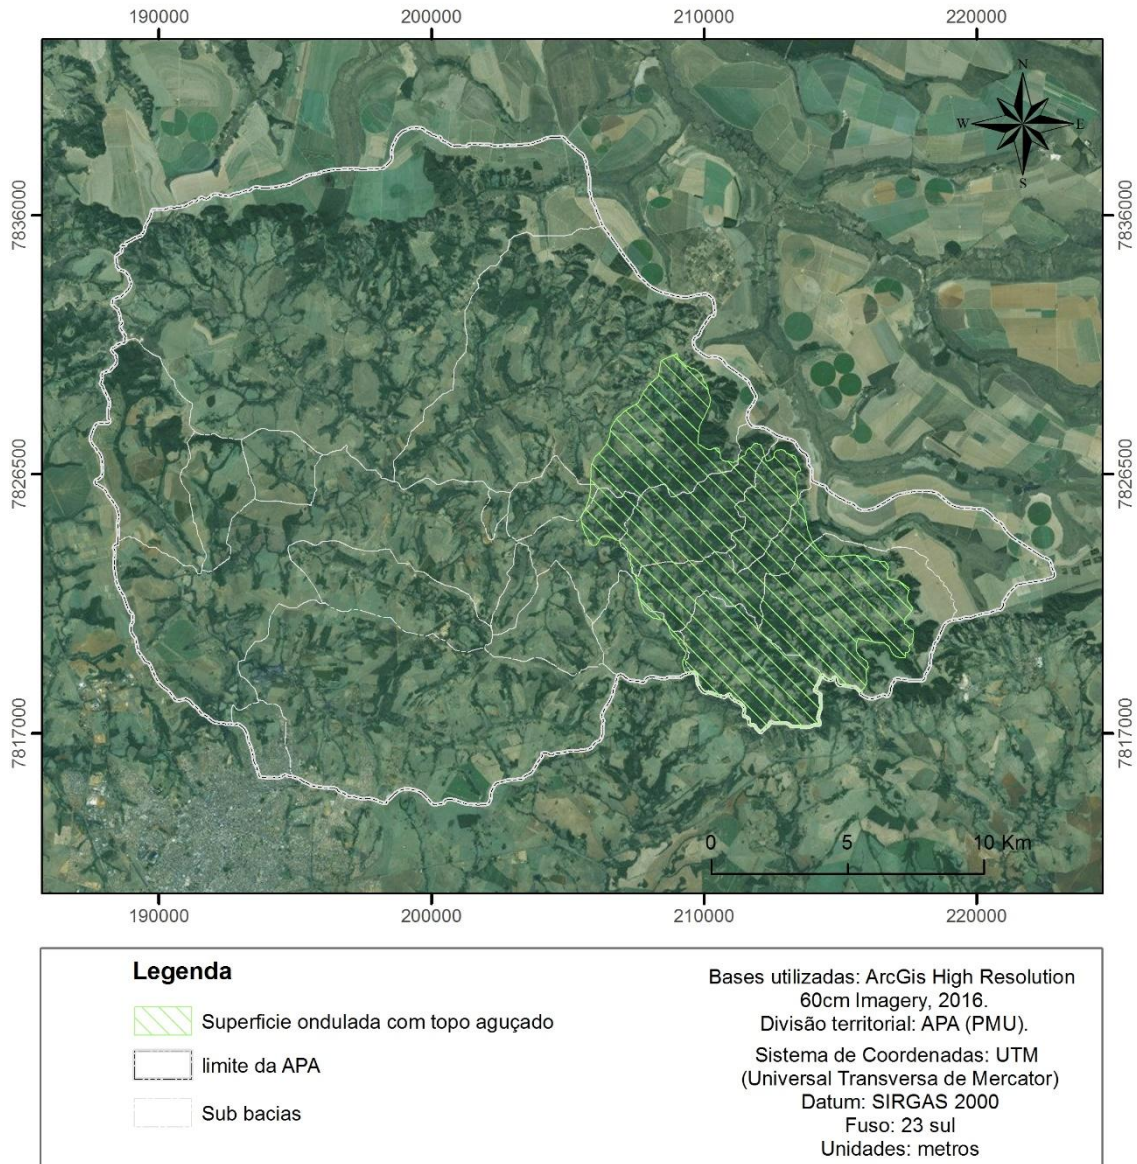 190000
200000
210000
220000
N
W
E
S
7836000
7836000
7826500
7826500
7817000
7817000
0
5
10 Km
190000
200000
210000
220000
Legenda
Superficie ondulada com topo aguçado
limite da APA
Sub bacias
Bases utilizadas: ArcGis High Resolution
60cm Imagery, 2016.
Divisão territorial: APA (PMU).
Sistema de Coordenadas: UTM
(Universal Transversa de Mercator)
Datum: SIRGAS 2000
Fuso: 23 sul
Unidades: metros